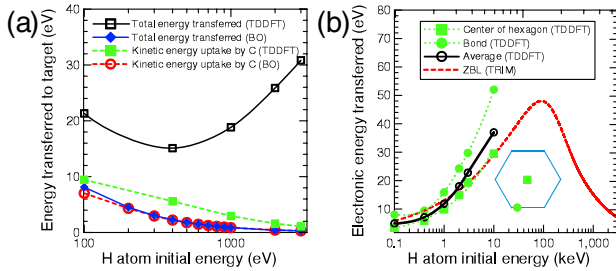 (a)
Energy transferred to target (eV)
40
30
20
10
0
Total energy transferred (TDDFT)
Total energy transferred (BO)
Kinetic energy uptake by C (TDDFT)
Kinetic energy uptake by C (BO)
100
1000
H atom initial energy (eV)
(b)
Electronic energy transferred (eV)
80
70
60
50
40
30
20
10
0
Center of hexagon (TDDFT)
Bond (TDDFT)
Average (TDDFT)
ZBL (TRIM)
0,1
1
10
100
1000
H atom initial energy (keV)